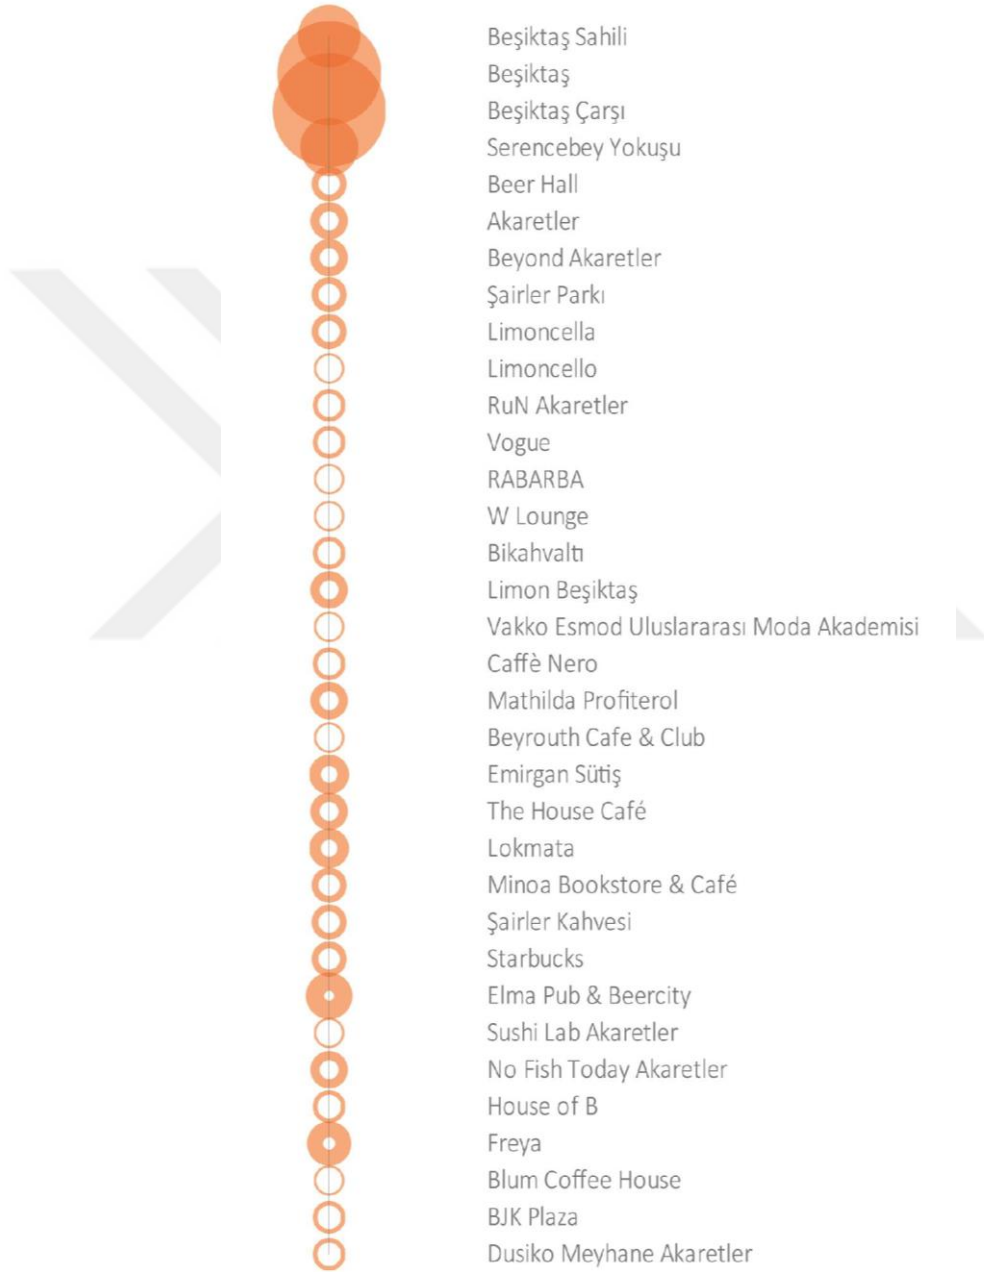 Beşiktaş Sahili
Beşiktaş
Beşiktaş Çarşı
Serencebey Yokuşu
Beer Hall
Akaretler
Beyond Akaretler
Şairler Parkı
Limoncella
Limoncello
RuN Akaretler
Vogue
RABARBA
W Lounge
Bikahvaltı
Limon Beşiktaş
Vakko Esmod Uluslararası Moda Akademisi
Caffè Nero
Mathilda Profiterol
Beyrouth Cafe & Club
Emirgan Sütiş
The House Café
Lokmata
Minoa Bookstore & Café
Şairler Kahvesi
Starbucks
Elma Pub & Beercity
Sushi Lab Akaretler
No Fish Today Akaretler
House of B
Freya
Blum Coffee House
BJK Plaza
Dusiko Meyhane Akaretler